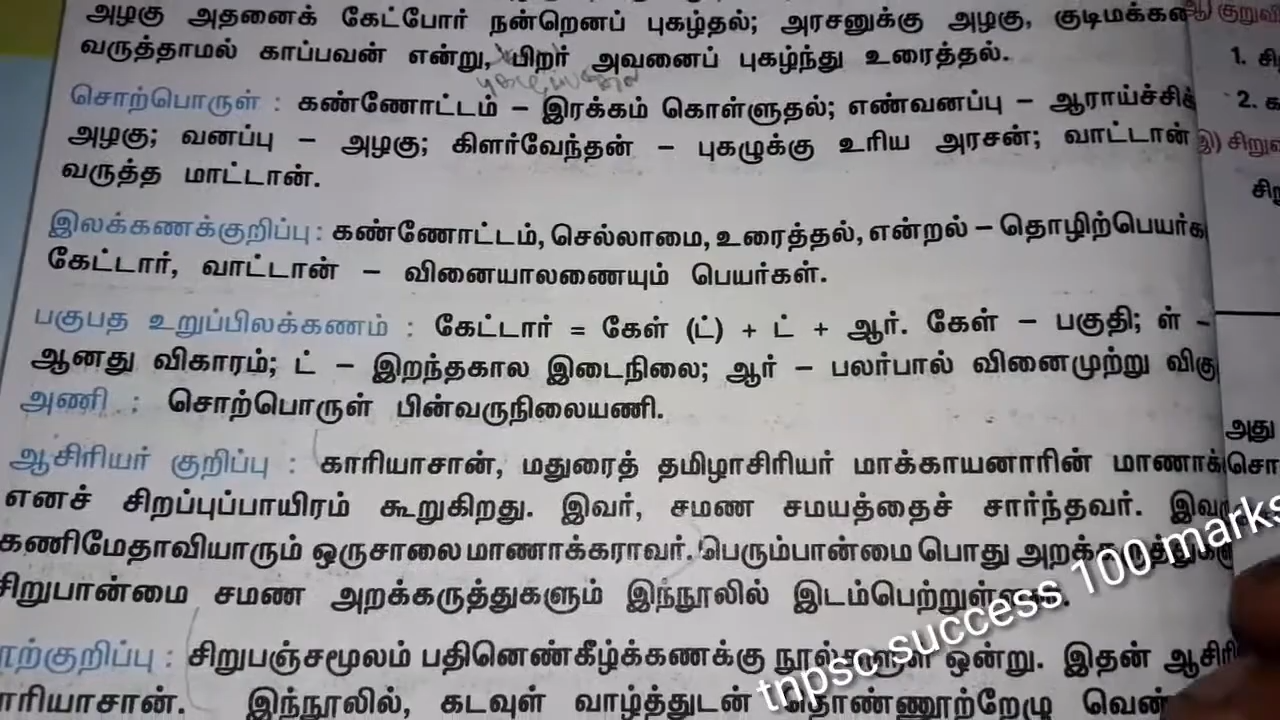 அழகு அதனைக் கேட்போர் நன்றெனப் புகழ்தல்; அரசனுக்கு அழகு, குடிமக்கள
வருத்தாமல் காப்பவன் என்று, பிறர் அவனைப் புகழ்ந்து உரைத்தல்.
சொற்பொருள் : கண்ணோட்டம் – இரக்கம் கொள்ளுதல்; எண்வனப்பு – ஆராய்ச்சிக்
அழகு; வனப்பு – அழகு; கிளர்வேந்தன் – புகழுக்கு உரிய அரசன்; வாட்டான்
வருத்த மாட்டான்.
இலக்கணக்குறிப்பு : கண்ணோட்டம், செல்லாமை, உரைத்தல், என்றல் – தொழிற்பெயர்க
கேட்டார், வாட்டான் – வினையாலணையும் பெயர்கள்.
பகுபத உறுப்பிலக்கணம் : கேட்டார் = கேள் (ட்) + ட் + ஆர். கேள் – பகுதி; ள் –
ஆனது விகாரம்; ட் – இறந்தகால இடைநிலை; ஆர் – பலர்பால் வினைமுற்று விகு
அணி : சொற்பொருள் பின்வருநிலையணி.
ஆசிரியர் குறிப்பு : காரியாசான், மதுரைத் தமிழாசிரியர் மாக்காயனாரின் மாணாக்
எனச் சிறப்புப்பாயிரம் கூறுகிறது. இவர், சமண சமயத்தைச் சார்ந்தவர். இவ
கணிமேதாவியாரும் ஒருசாலை மாணாக்கராவர். பெரும்பான்மை பொது அறக்கருத்துகளு
சிறுபான்மை சமண அறக்கருத்துகளும் இந்நூலில் இடம்பெற்றுள்ளன.
ாற்குறிப்பு : சிறுபஞ்சமூலம் பதினெண்கீழ்க்கணக்கு நூல்களுள் ஒன்று. இதன் ஆசிரி
ாரியாசான். இந்நூலில், கடவுள் வாழ்த்துடன் தொண்ணூற்றேழு வெண்
ஆ) குறுவி
1. சி
2. க
இ) சிறுவ
சிறு
அது
சொ
tnpsc success 100 marks